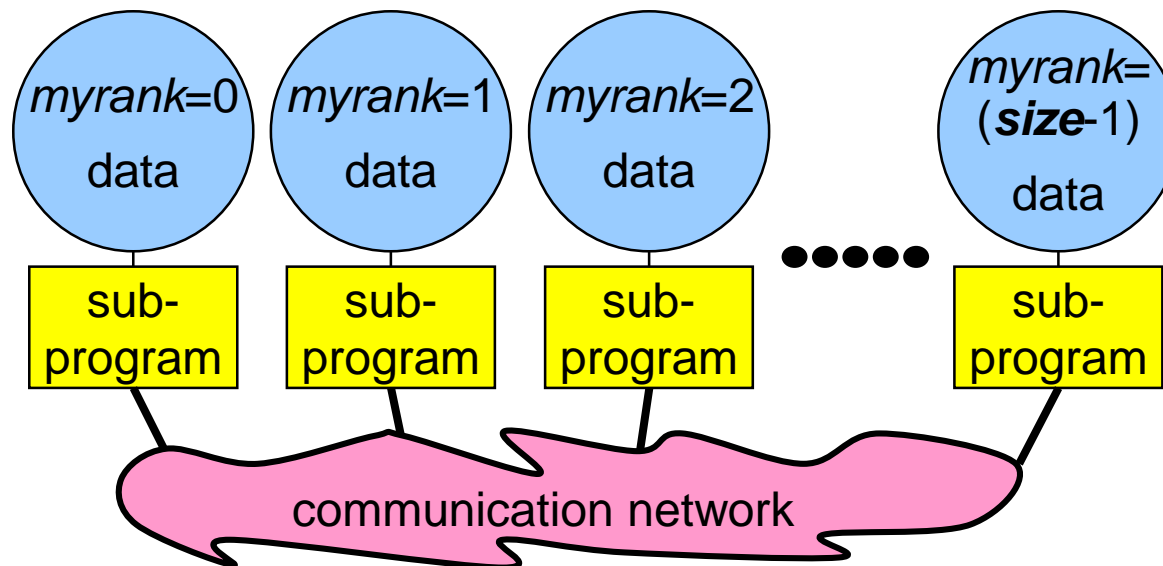 myrank=0
data
myrank=1
data
myrank=2
data
myrank=
(size-1)
data
sub-
program
sub-
program
sub-
program
sub-
program
communication network